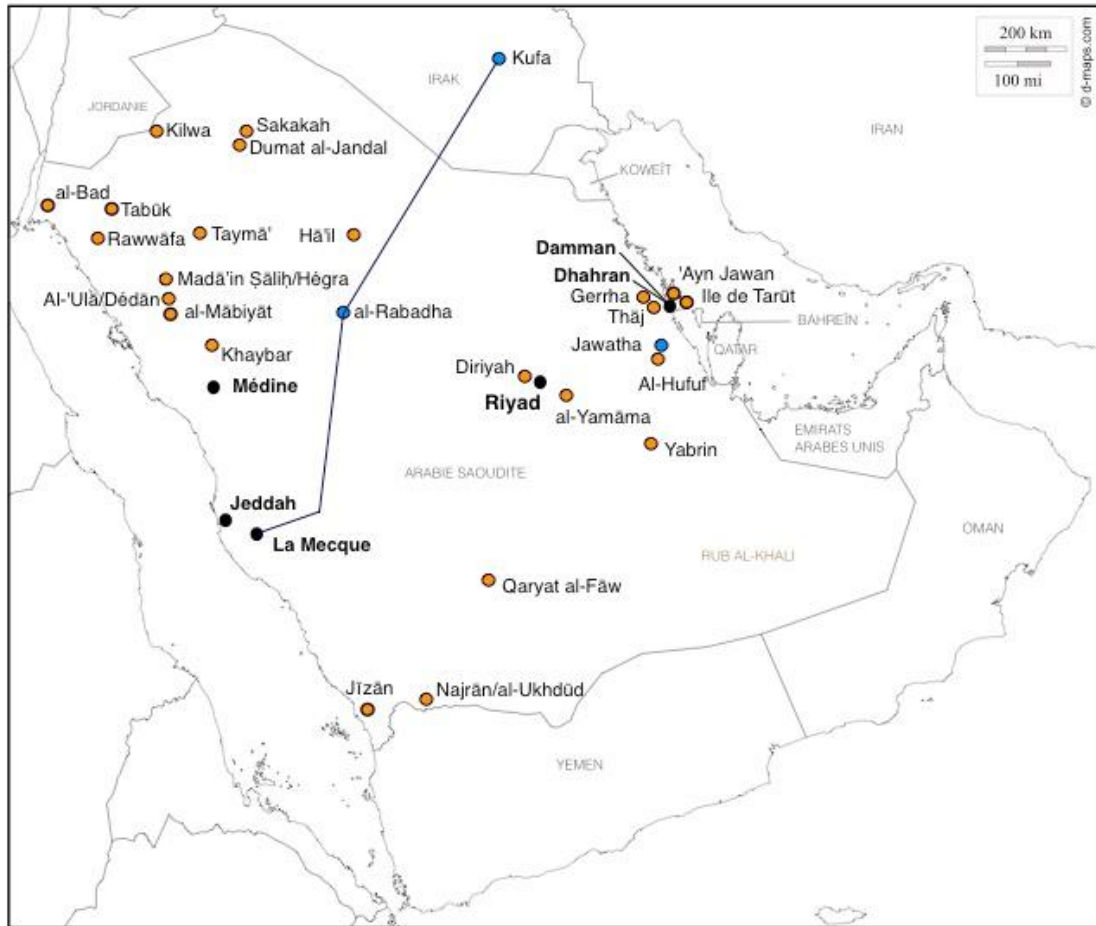 200 km
100 mi
© d-maps.com
Kufa
IRAK
IRAN
JORDANIE
Kilwa
Sakakah
Dumat al-Jandal
KOWEÏT
al-Bad
Tabūk
Rawwāfa
Taymā'
Hā'il
Damman
Dhahran
'Ayn Jawan
Gerrha
Ile de Tarūt
Thāj
Madā'in Ṣāliḥ/Hégra
Al-'Ulā/Dédān
al-Mābiyāt
al-Rabadha
BAHREÏN
Khaybar
Jawatha
QATAR
Médine
Diriyah
Al-Hufuf
Riyad
al-Yamāma
EMIRATS
ARABES UNIS
Yabrin
ARABIE SAOUDITE
Jeddah
La Mecque
OMAN
RUB AL-KHALI
Qaryat al-Fāw
Jīzān
Najrān/al-Ukhdūd
YEMEN